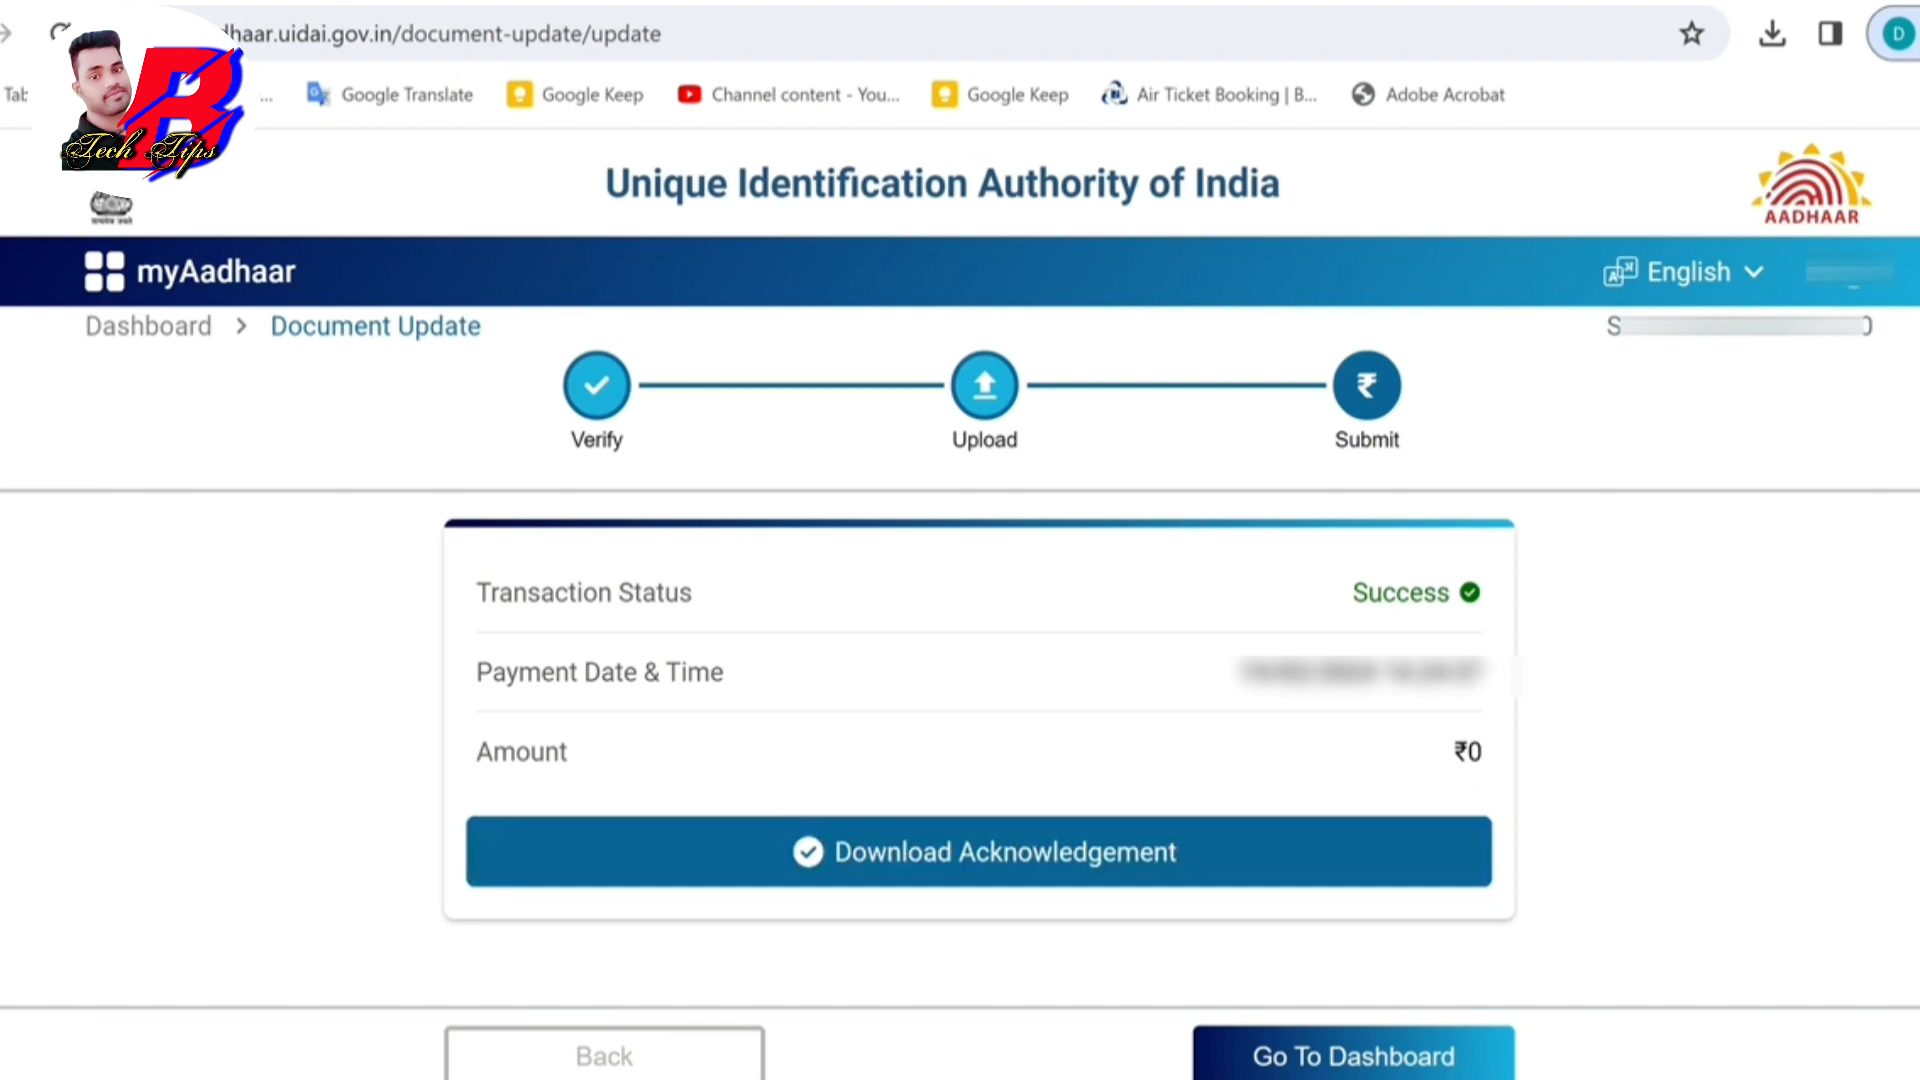 dhaar.uidai.gov.in/document-update/update
D
Tab
...
Google Translate
Google Keep
Channel content - You...
Google Keep
Air Ticket Booking | B...
Adobe Acrobat
B
Tech Tips
Unique Identification Authority of India
AADHAAR
myAadhaar
English
Dashboard > Document Update
S
Verify
Upload
₹
Submit
Transaction Status
Success
Payment Date & Time
Amount
₹0
Download Acknowledgement
Back
Go To Dashboard